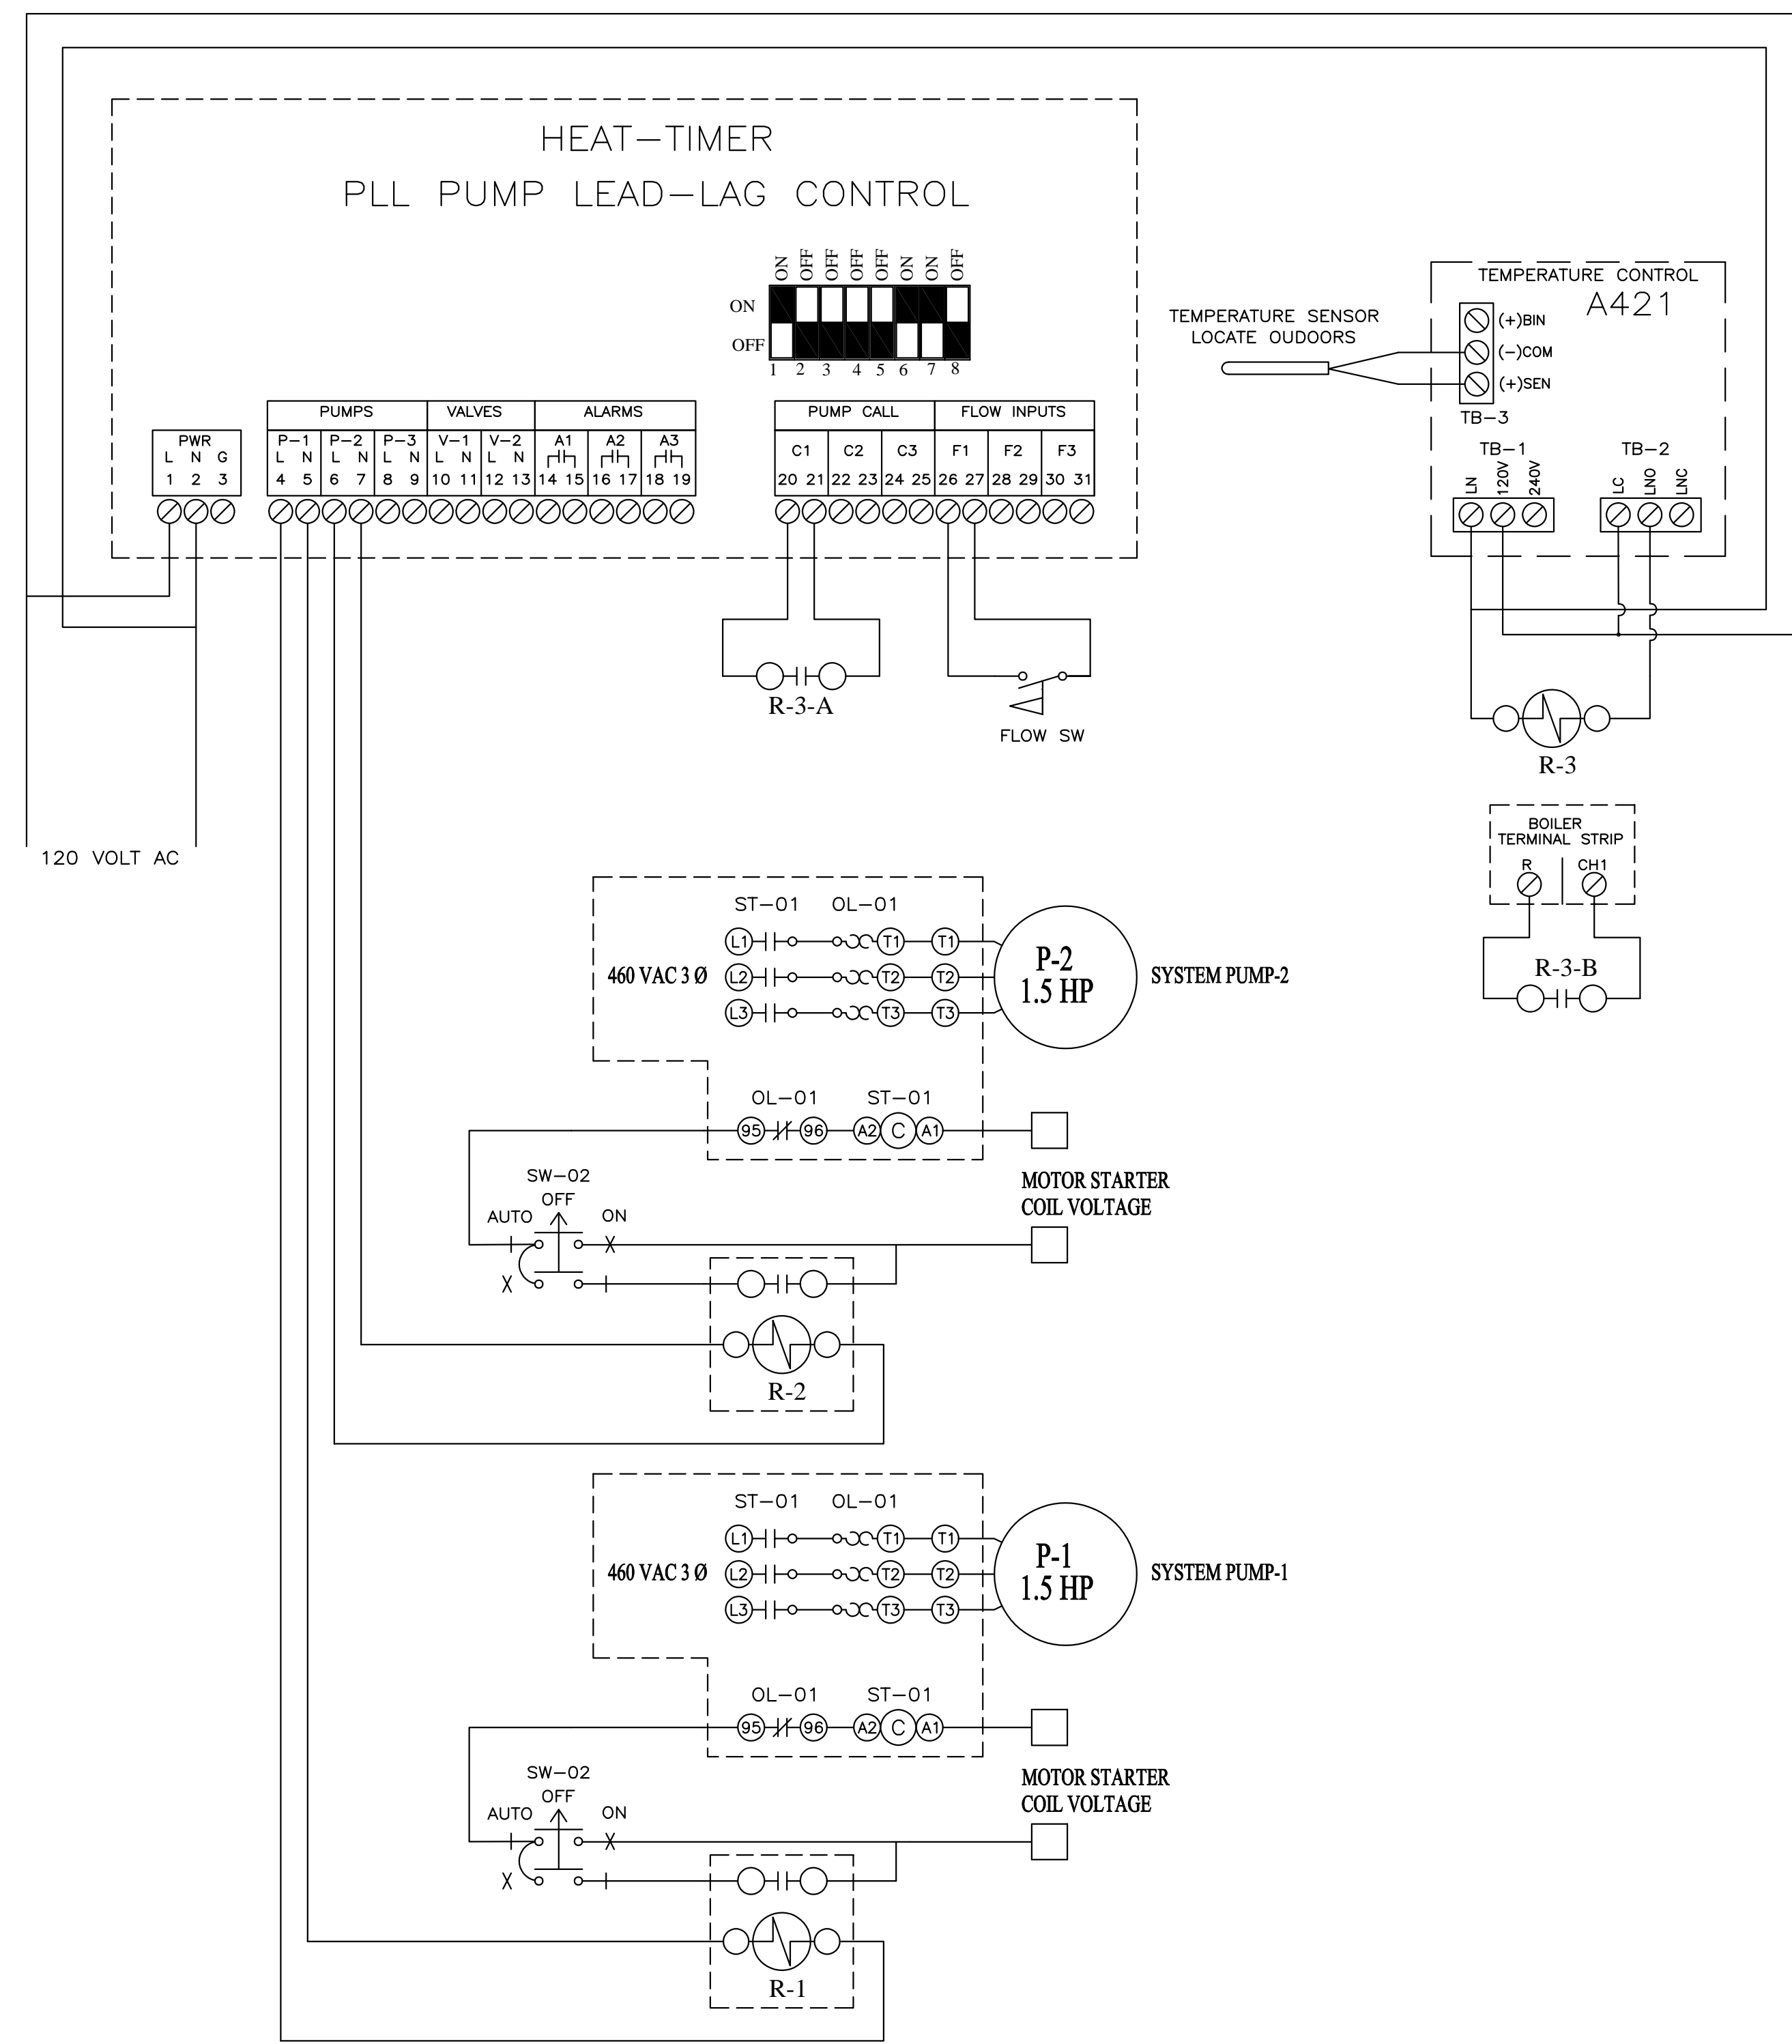 HEAT-TIMER
PLL PUMP LEAD-LAG CONTROL
ON OFF OFF OFF OFF ON ON OFF
ON
OFF
1 2 3 4 5 6 7 8
PUMPS VALVES ALARMS
PUMP CALL FLOW INPUTS
PWR
L N G
1 2 3
P-1 P-2 P-3 V-1 V-2 A1 A2 A3
L N L N L N L N L N
4 5 6 7 8 9 10 11 12 13 14 15 16 17 18 19
C1 C2 C3 F1 F2 F3
20 21 22 23 24 25 26 27 28 29 30 31
R-3-A
FLOW SW
120 VOLT AC
TEMPERATURE SENSOR
LOCATE OUDOORS
TEMPERATURE CONTROL
A421
(+)BIN
(-)COM
(+)SEN
TB-3
TB-1 TB-2
LN 120V 240V LC LNO LNC
R-3
BOILER
TERMINAL STRIP
R CH1
R-3-B
ST-01 OL-01
L1 T1 T1
460 VAC 3 Ø L2 T2 T2
L3 T3 T3
P-2
1.5 HP
SYSTEM PUMP-2
OL-01 ST-01
95 96 A2 C A1
MOTOR STARTER
COIL VOLTAGE
SW-02
OFF
AUTO ON
X
X
R-2
ST-01 OL-01
L1 T1 T1
460 VAC 3 Ø L2 T2 T2
L3 T3 T3
P-1
1.5 HP
SYSTEM PUMP-1
OL-01 ST-01
95 96 A2 C A1
MOTOR STARTER
COIL VOLTAGE
SW-02
OFF
AUTO ON
X
X
R-1